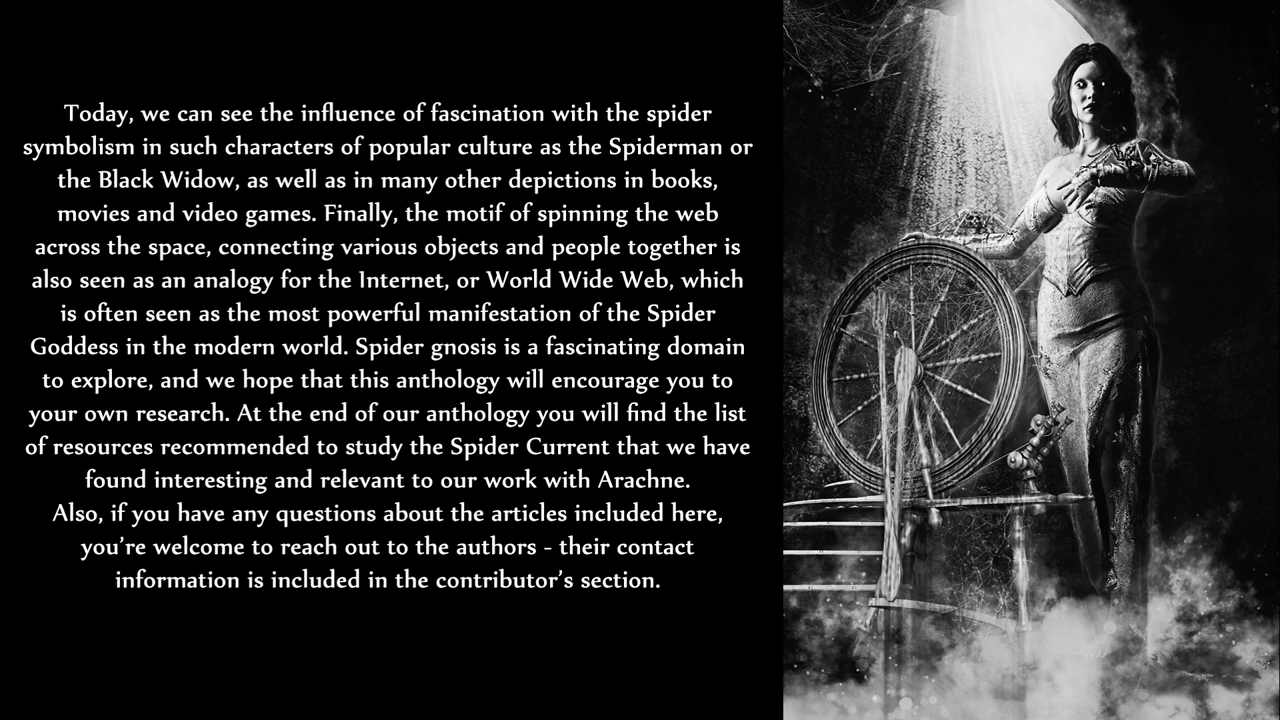 Today, we can see the influence of fascination with the spider
symbolism in such characters of popular culture as the Spiderman or
the Black Widow, as well as in many other depictions in books,
movies and video games. Finally, the motif of spinning the web
across the space, connecting various objects and people together is
also seen as an analogy for the Internet, or World Wide Web, which
is often seen as the most powerful manifestation of the Spider
Goddess in the modern world. Spider gnosis is a fascinating domain
to explore, and we hope that this anthology will encourage you to
your own research. At the end of our anthology you will find the list
of resources recommended to study the Spider Current that we have
found interesting and relevant to our work with Arachne.
Also, if you have any questions about the articles included here,
you’re welcome to reach out to the authors - their contact
information is included in the contributor’s section.